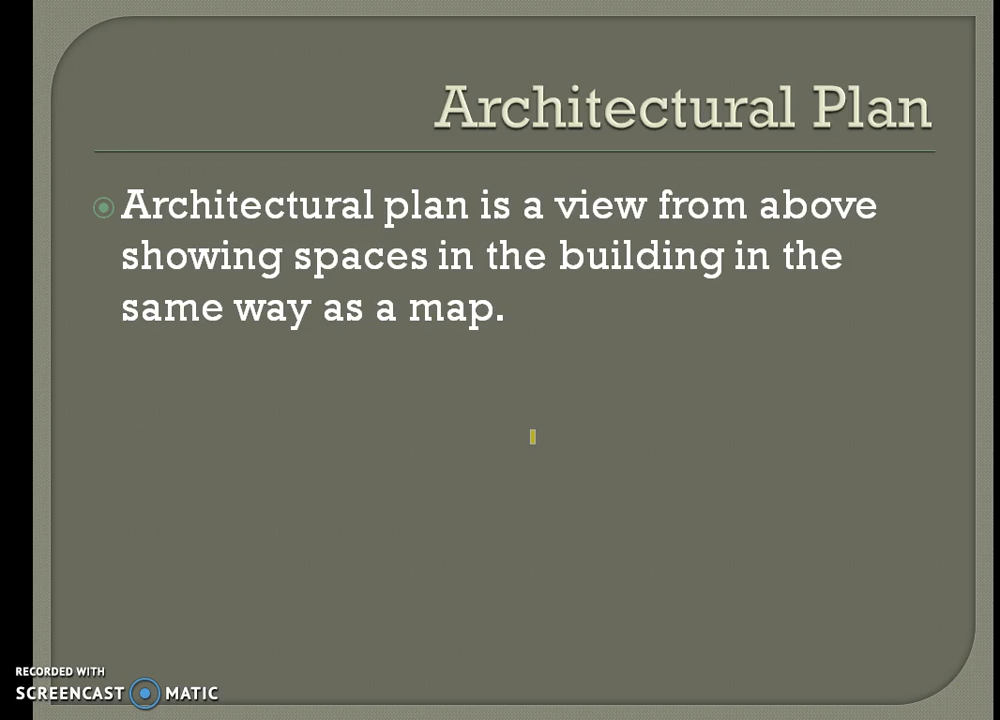 Architectural Plan
Architectural plan is a view from above
showing spaces in the building in the
same way as a map.
RECORDED WITH
SCREENCAST MATIC